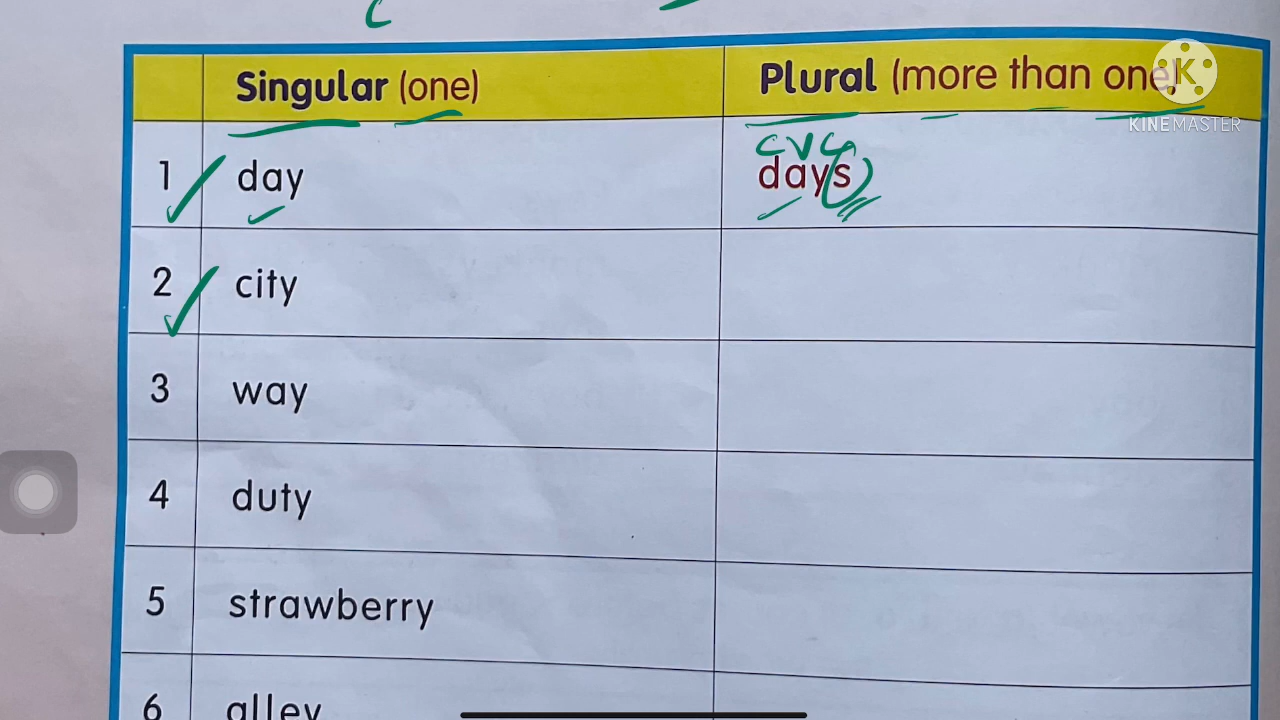 Singular (one) Plural (more than one)
K
KINEMASTER
cvc
1 day days
2 city
3 way
4 duty
5 strawberry
6 alley